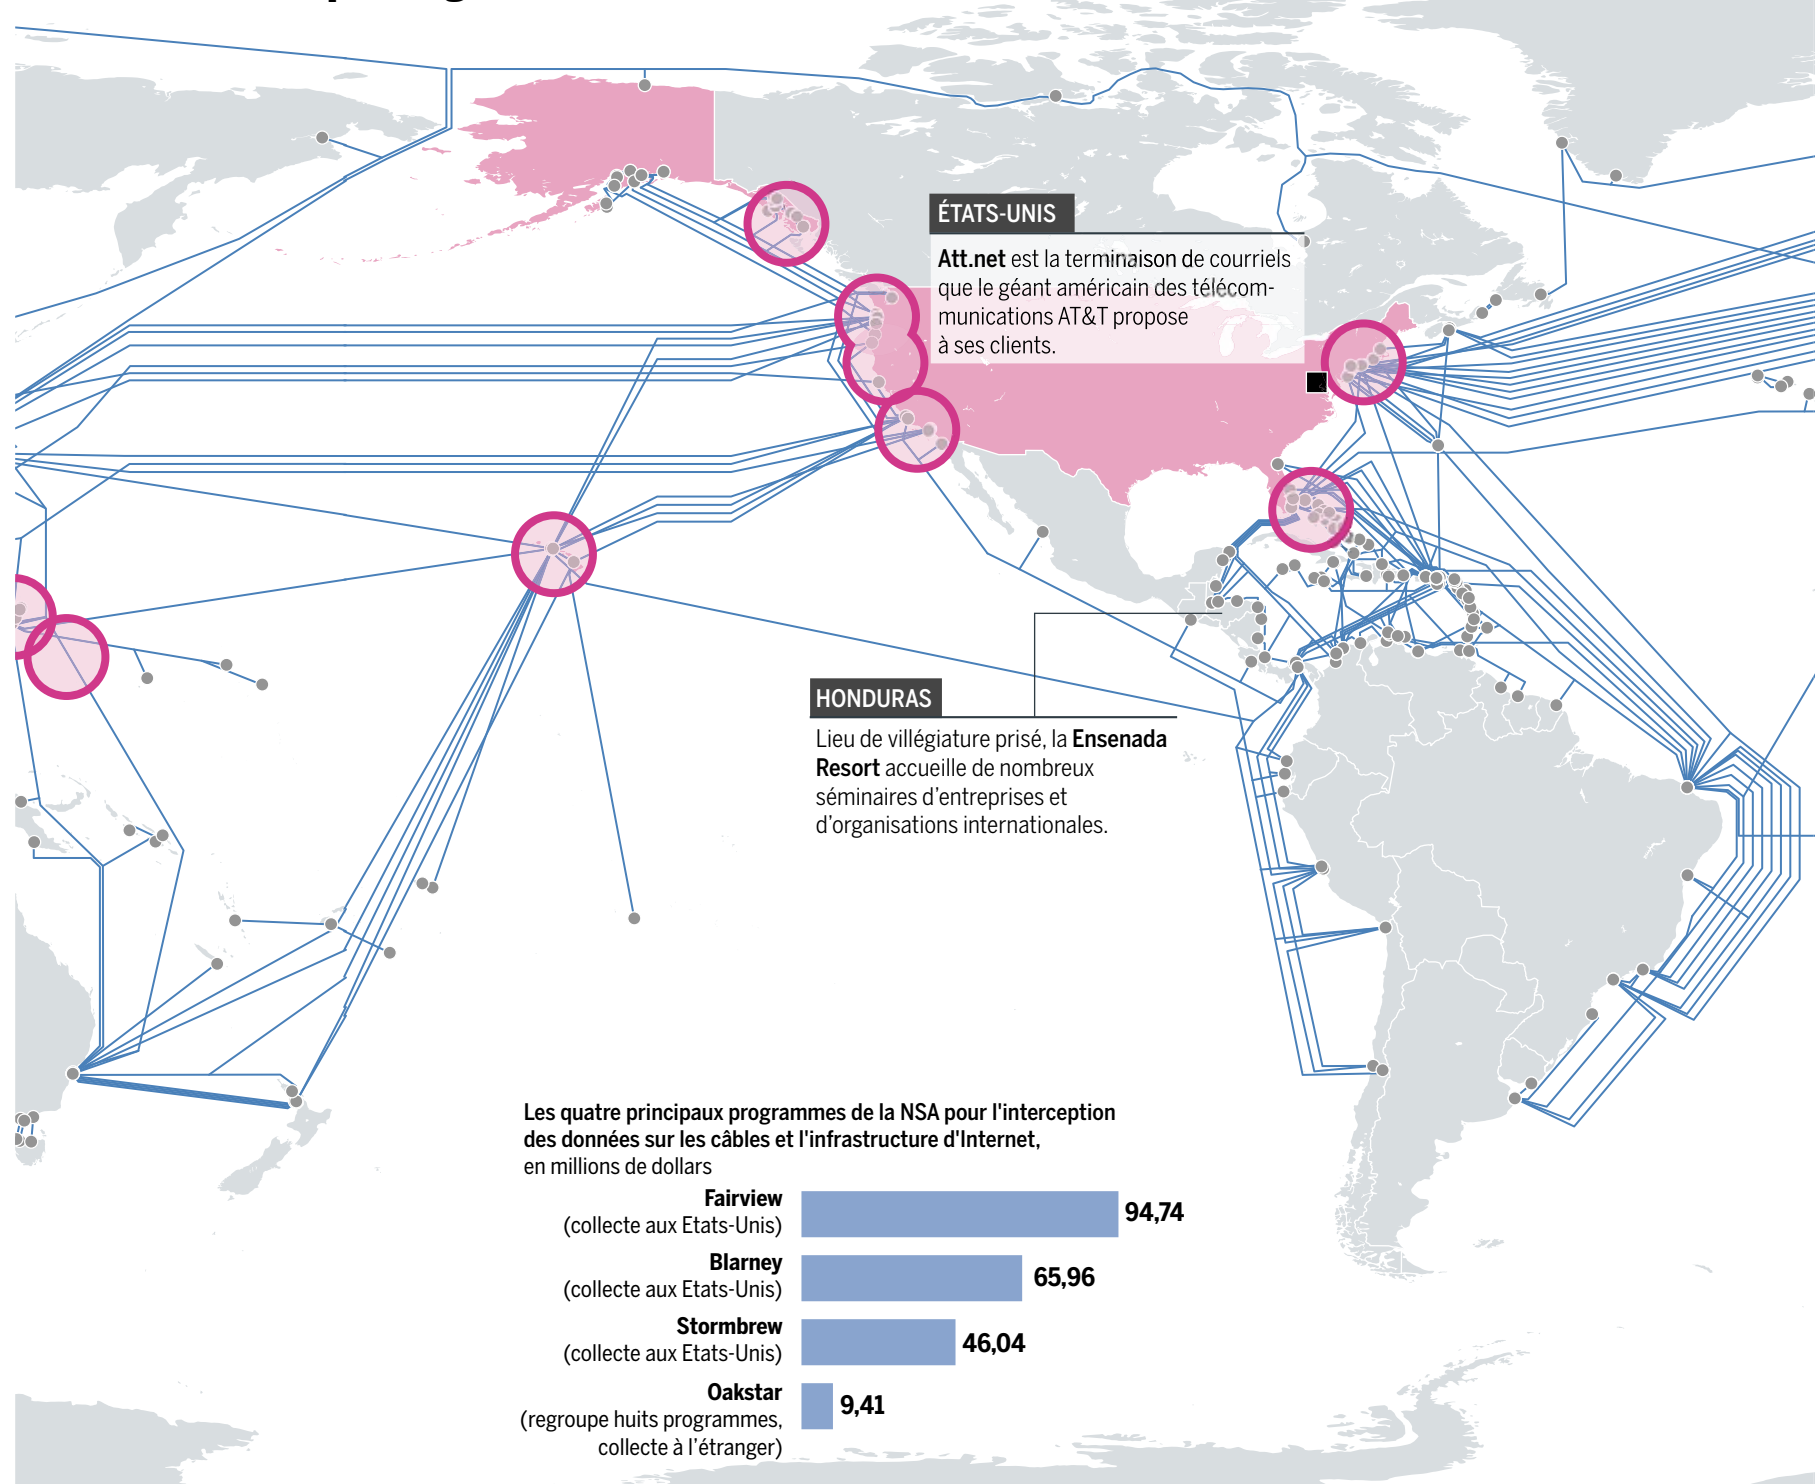 ÉTATS-UNIS
Att.net est la terminaison de courriels
que le géant américain des télécom-
munications AT&T propose
à ses clients.
HONDURAS
Lieu de villégiature prisé, la Ensenada
Resort accueille de nombreux
séminaires d’entreprises et
d’organisations internationales.
Les quatre principaux programmes de la NSA pour l'interception
des données sur les câbles et l'infrastructure d'Internet,
en millions de dollars
Fairview
(collecte aux Etats-Unis)
94,74
Blarney
(collecte aux Etats-Unis)
65,96
Stormbrew
(collecte aux Etats-Unis)
46,04
Oakstar
(regroupe huits programmes,
collecte à l’étranger)
9,41